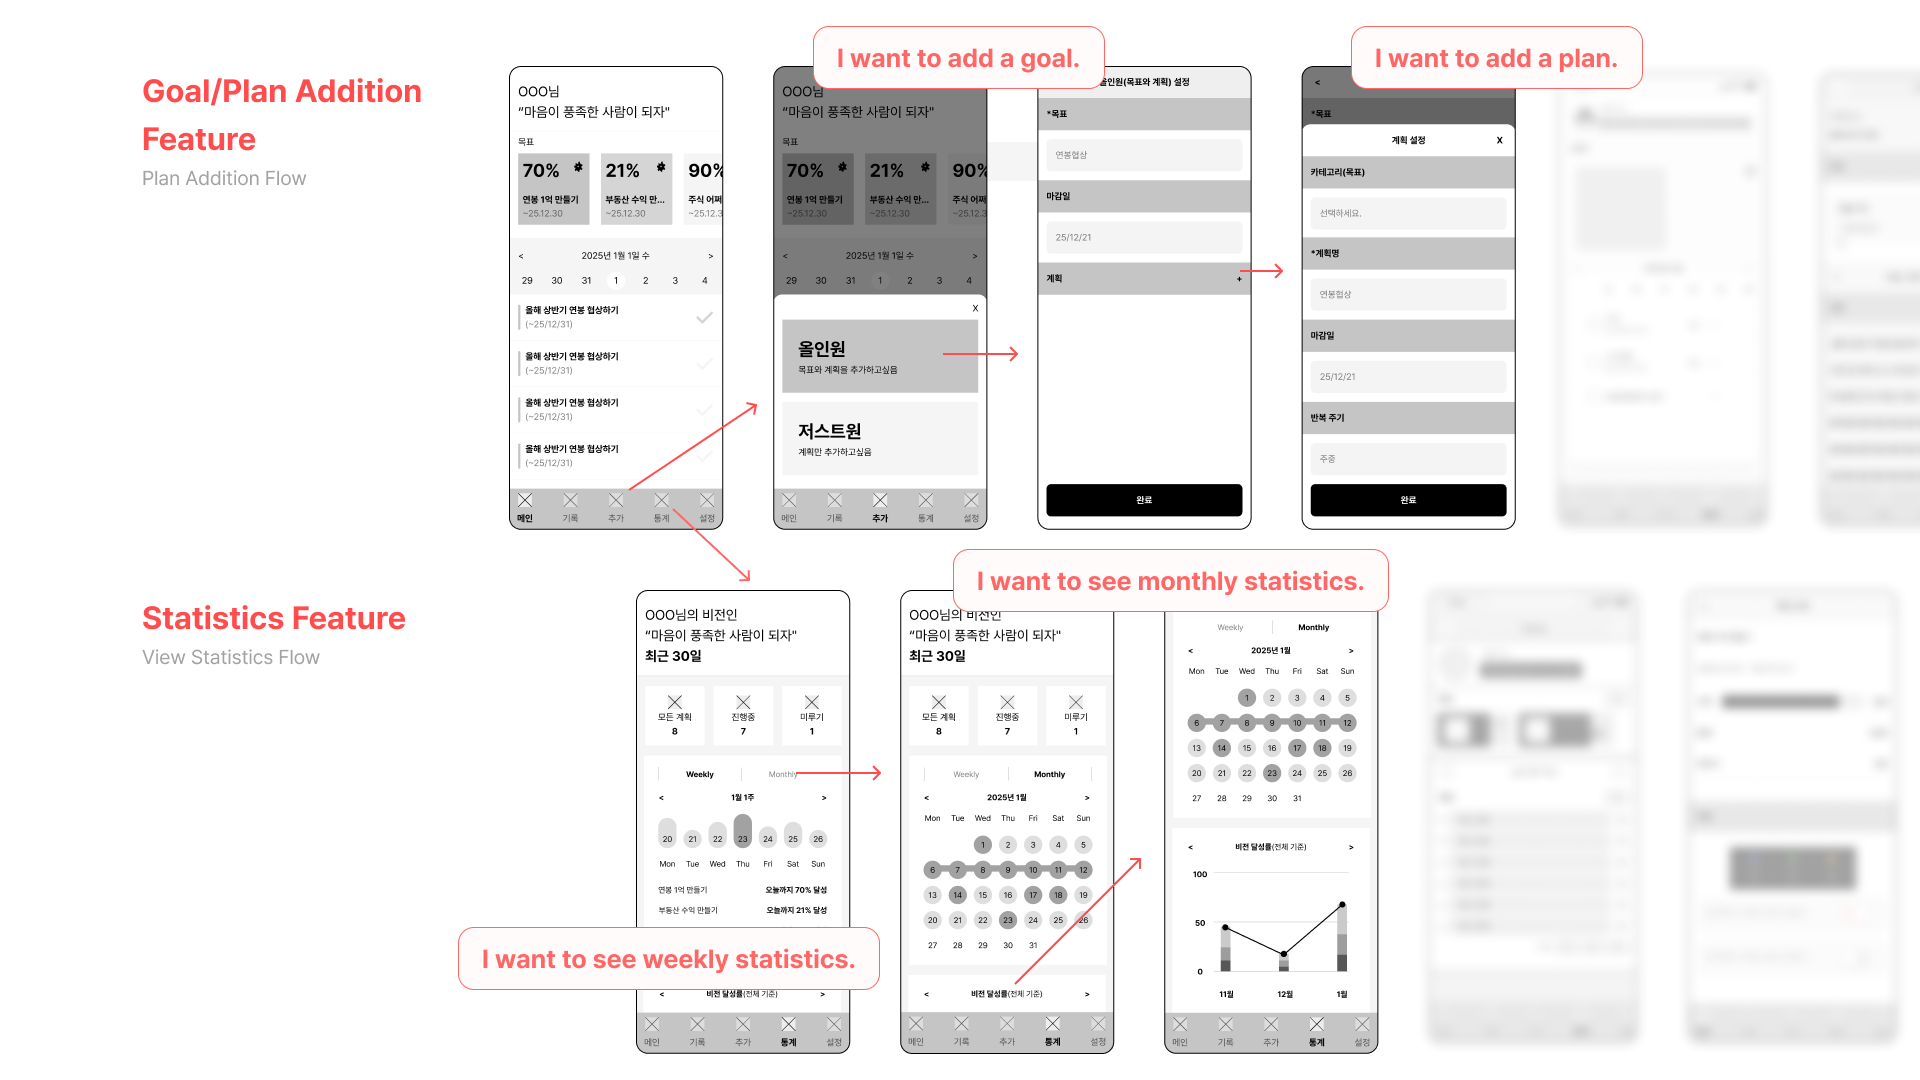 Goal/Plan Addition
Feature
Plan Addition Flow
OOO님
“마음이 풍족한 사람이 되자"
목표
70%
연봉 1억 만들기
~25.12.30
21%
부동산 수익 만...
~25.12.30
90%
주식 어쩌
~25.12.3
<
2025년 1월 1일 수
>
29 30 31 1 2 3 4
올해 상반기 연봉 협상하기
(~25/12/31)
올해 상반기 연봉 협상하기
(~25/12/31)
올해 상반기 연봉 협상하기
(~25/12/31)
올해 상반기 연봉 협상하기
(~25/12/31)
메인 기록 추가 통계 설정
I want to add a goal.
OOO님
“마음이 풍족한 사람이 되자"
목표
70%
연봉 1억 만들기
~25.12.30
21%
부동산 수익 만...
~25.12.30
90%
주식 어쩌
~25.12.3
<
2025년 1월 1일 수
>
29 30 31 1 2 3 4
X
올인원
목표와 계획을 추가하고싶음
저스트원
계획만 추가하고싶음
메인 기록 추가 통계 설정
올인원(목표와 계획) 설정
*목표
연봉협상
마감일
25/12/21
계획 +
완료
I want to add a plan.
<
*목표
계획 설정 X
카테고리(목표)
선택하세요.
*계획명
연봉협상
마감일
25/12/21
반복 주기
주중
완료
Statistics Feature
View Statistics Flow
OOO님의 비전인
“마음이 풍족한 사람이 되자"
최근 30일
모든 계획
8
진행중
7
미루기
1
Weekly Monthly
< 1월 1주 >
20 21 22 23 24 25 26
Mon Tue Wed Thu Fri Sat Sun
연봉 1억 만들기 오늘까지 70% 달성
부동산 수익 만들기 오늘까지 21% 달성
I want to see weekly statistics.
< 비전 달성률(전체 기준) >
메인 기록 추가 통계 설정
I want to see monthly statistics.
OOO님의 비전인
“마음이 풍족한 사람이 되자"
최근 30일
모든 계획
8
진행중
7
미루기
1
Weekly Monthly
< 2025년 1월 >
Mon Tue Wed Thu Fri Sat Sun
1 2 3 4 5
6 7 8 9 10 11 12
13 14 15 16 17 18 19
20 21 22 23 24 25 26
27 28 29 30 31
< 비전 달성률(전체 기준) >
메인 기록 추가 통계 설정
Weekly Monthly
< 2025년 1월 >
Mon Tue Wed Thu Fri Sat Sun
1 2 3 4 5
6 7 8 9 10 11 12
13 14 15 16 17 18 19
20 21 22 23 24 25 26
27 28 29 30 31
< 비전 달성률(전체 기준) >
100
50
0
11월 12월 1월
메인 기록 추가 통계 설정